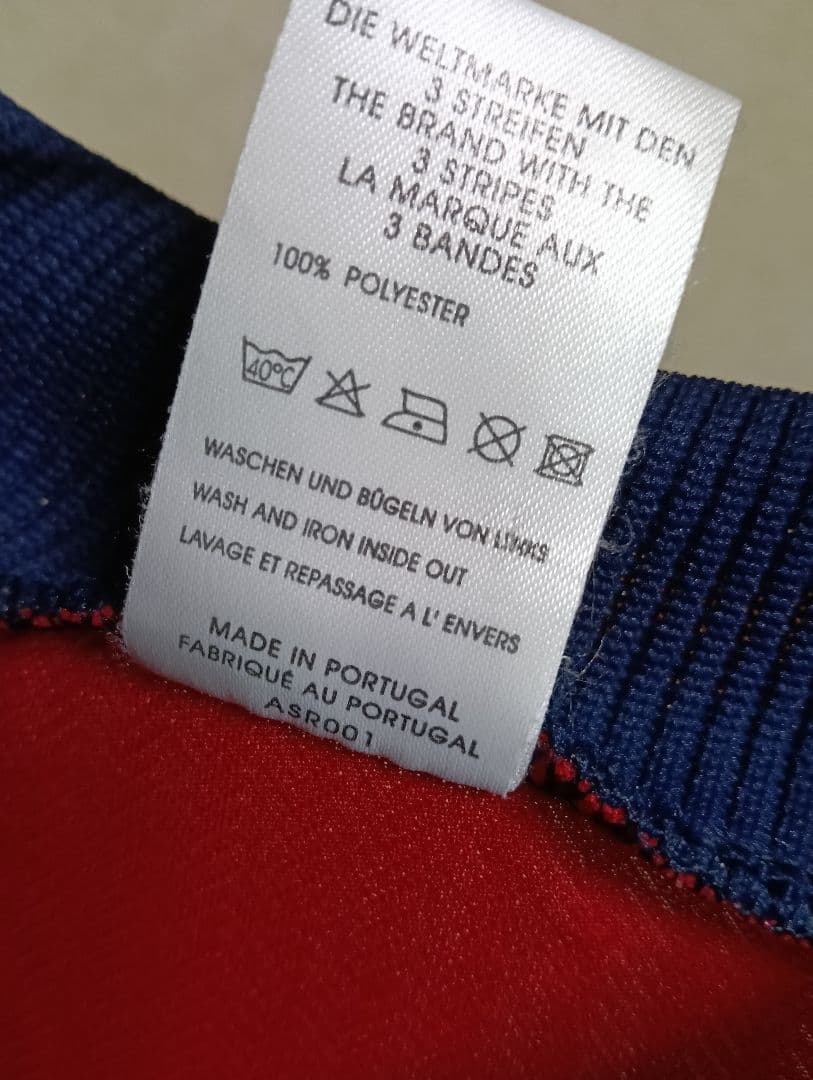 DIE WELTMARKE MIT DEN
3 STREIFEN
THE BRAND WITH THE
3 STRIPES
LA MARQUE AUX
3 BANDES
100% POLYESTER
40°C
WASCHEN UND BÜGELN VON LINKS
WASH AND IRON INSIDE OUT
LAVAGE ET REPASSAGE A L' ENVERS
MADE IN PORTUGAL
FABRIQUÉ AU PORTUGAL
ASR001